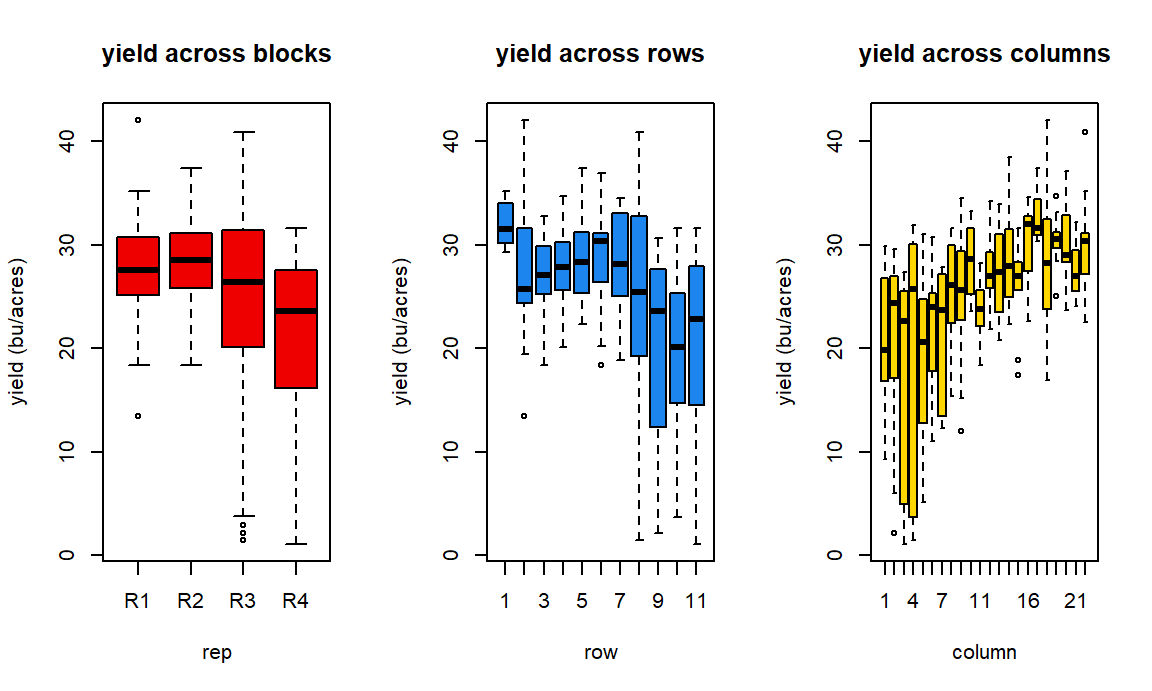 yield across blocks
yield (bu/acres)
0 10 20 30 40
R1 R2 R3 R4
rep
yield across rows
yield (bu/acres)
0 10 20 30 40
1 3 5 7 9 11
row
yield across columns
yield (bu/acres)
0 10 20 30 40
1 4 7 11 16 21
column